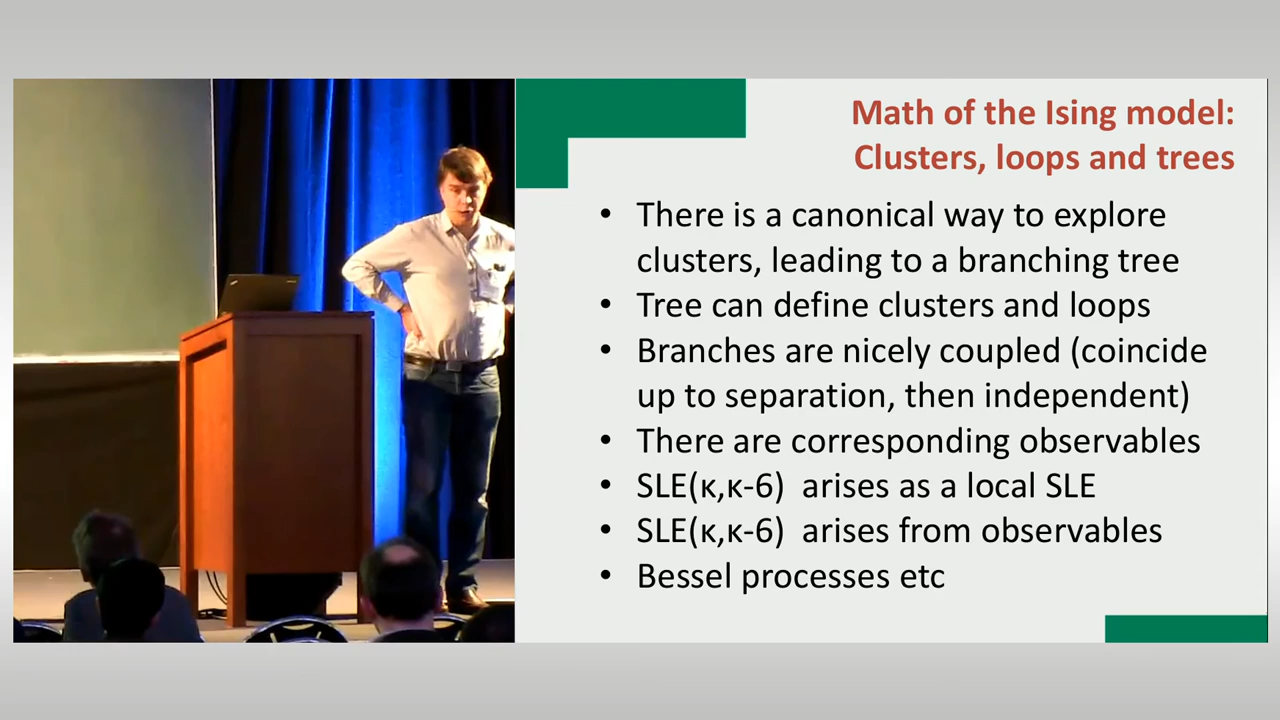 Math of the Ising model:
Clusters, loops and trees
• There is a canonical way to explore
clusters, leading to a branching tree
• Tree can define clusters and loops
• Branches are nicely coupled (coincide
up to separation, then independent)
• There are corresponding observables
• SLE(κ,κ-6)  arises as a local SLE
• SLE(κ,κ-6)  arises from observables
• Bessel processes etc